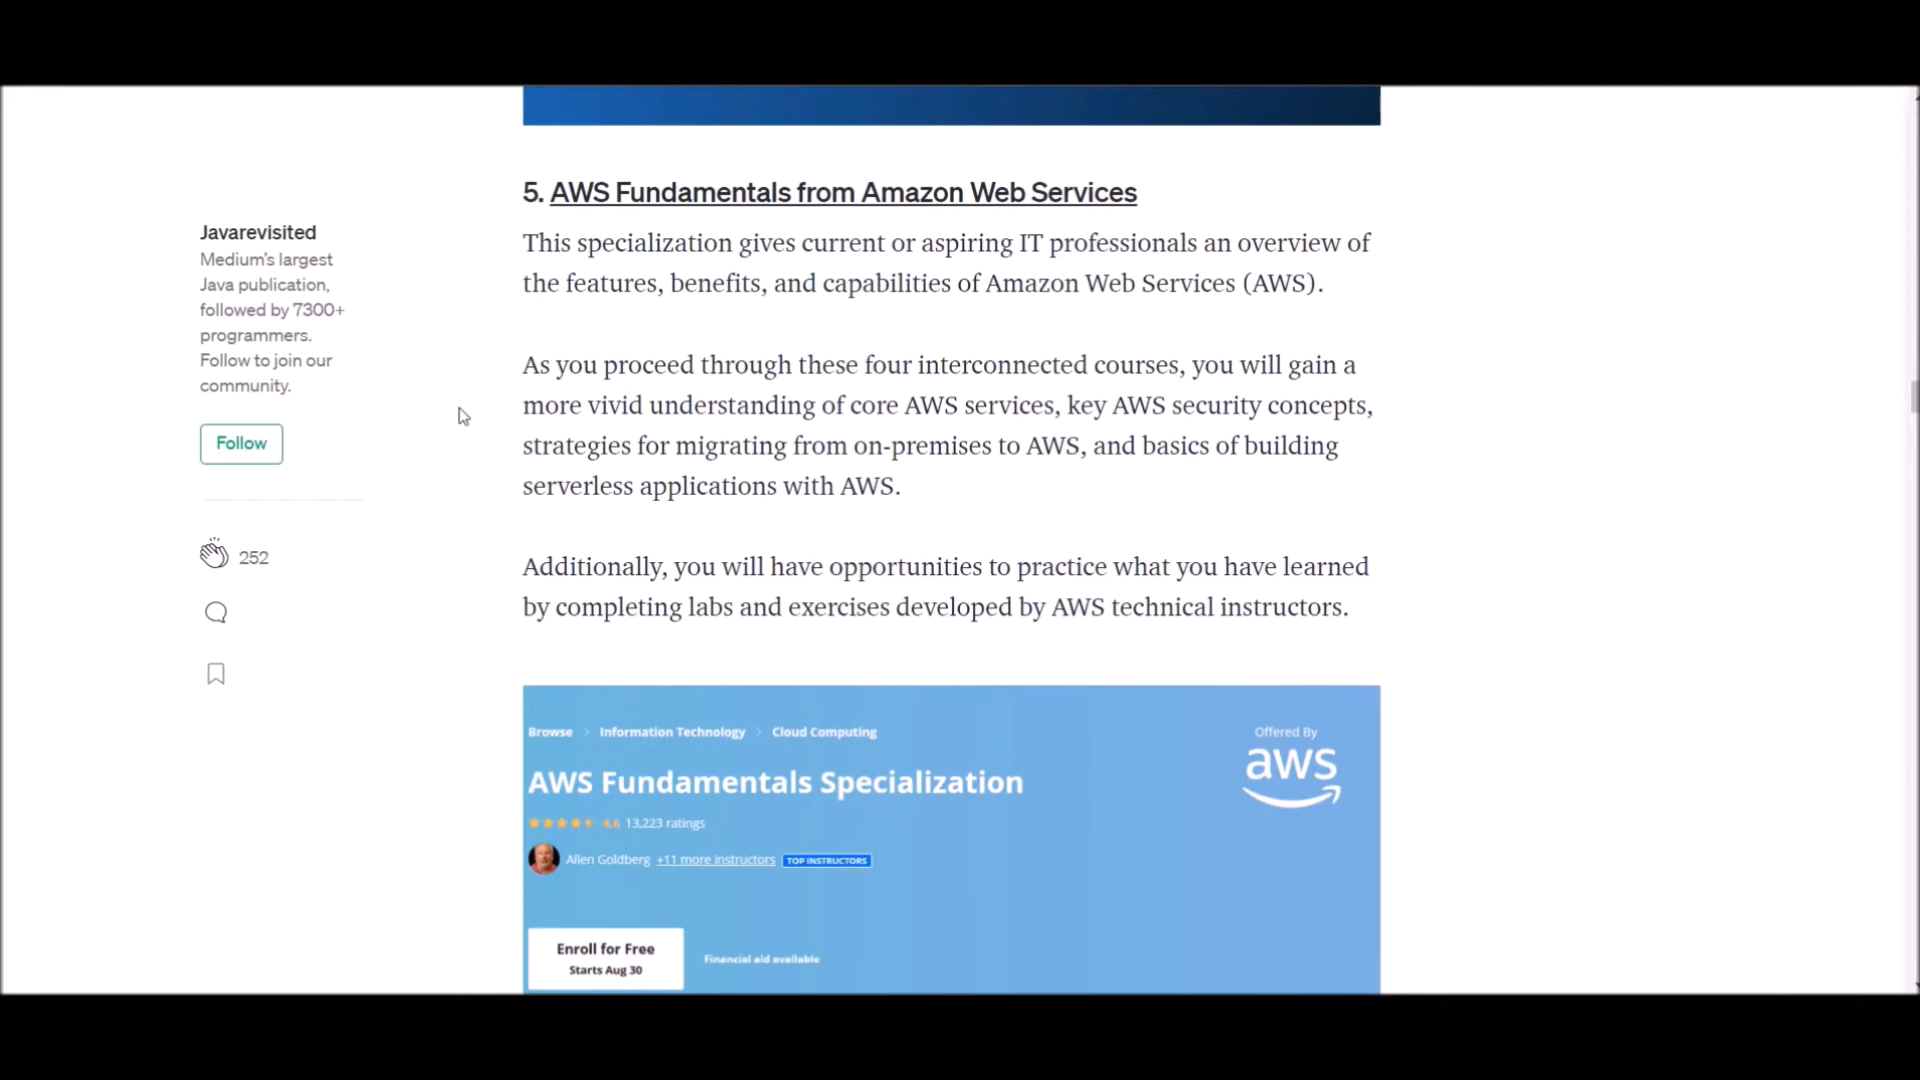 5. AWS Fundamentals from Amazon Web Services
This specialization gives current or aspiring IT professionals an overview of
the features, benefits, and capabilities of Amazon Web Services (AWS).
As you proceed through these four interconnected courses, you will gain a
more vivid understanding of core AWS services, key AWS security concepts,
strategies for migrating from on-premises to AWS, and basics of building
serverless applications with AWS.
Additionally, you will have opportunities to practice what you have learned
by completing labs and exercises developed by AWS technical instructors.
Javarevisited
Medium's largest
Java publication,
followed by 7300+
programmers.
Follow to join our
community.
Follow
252
Browse > Information Technology > Cloud Computing
AWS Fundamentals Specialization
4.6 13,223 ratings
Allen Goldberg +11 more instructors TOP INSTRUCTORS
Enroll for Free
Starts Aug 30
Financial aid available
Offered By
aws